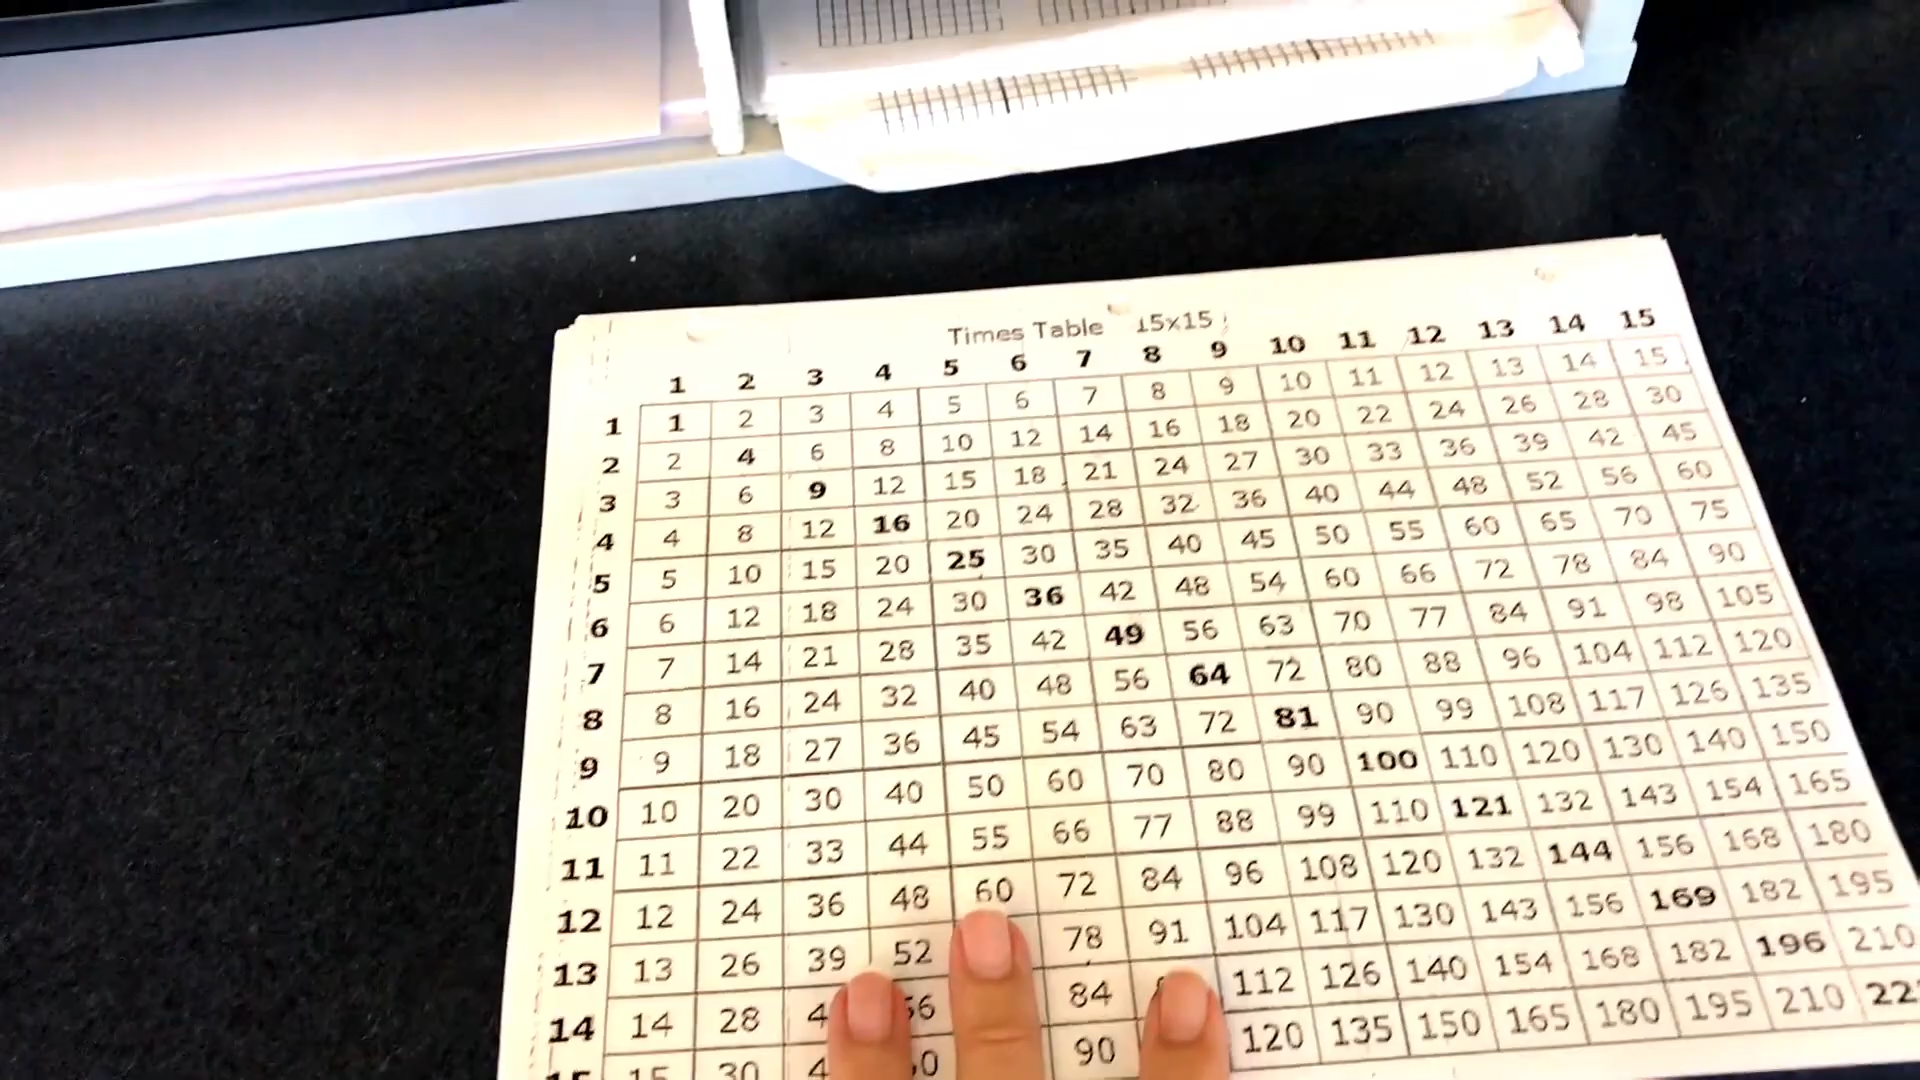 Times Table 15x15
1 2 3 4 5 6 7 8 9 10 11 12 13 14 15
1 1 2 3 4 5 6 7 8 9 10 11 12 13 14 15
2 2 4 6 8 10 12 14 16 18 20 22 24 26 28 30
3 3 6 9 12 15 18 21 24 27 30 33 36 39 42 45
4 4 8 12 16 20 24 28 32 36 40 44 48 52 56 60
5 5 10 15 20 25 30 35 40 45 50 55 60 65 70 75
6 6 12 18 24 30 36 42 48 54 60 66 72 78 84 90
7 7 14 21 28 35 42 49 56 63 70 77 84 91 98 105
8 8 16 24 32 40 48 56 64 72 80 88 96 104 112 120
9 9 18 27 36 45 54 63 72 81 90 99 108 117 126 135
10 10 20 30 40 50 60 70 80 90 100 110 120 130 140 150
11 11 22 33 44 55 66 77 88 99 110 121 132 143 154 165
12 12 24 36 48 60 72 84 96 108 120 132 144 156 168 180
13 13 26 39 52 78 91 104 117 130 143 156 169 182 195
14 14 28 84 112 126 140 154 168 182 196 210
15 15 30 90 120 135 150 165 180 195 210